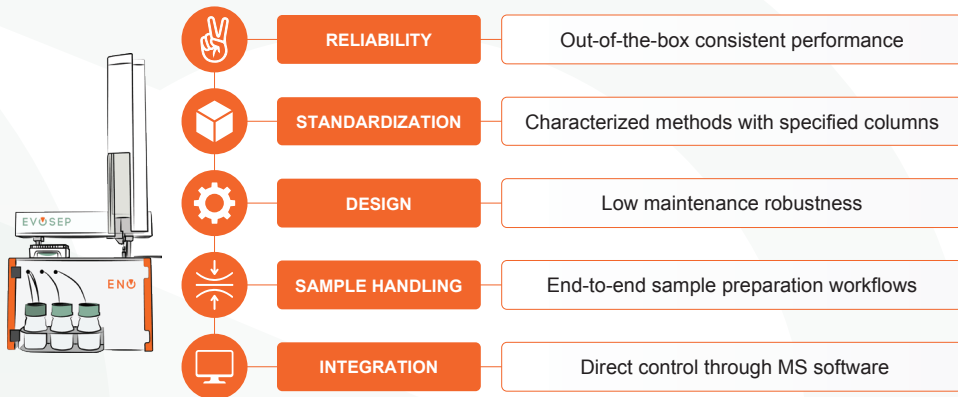 RELIABILITY
Out-of-the-box consistent performance
STANDARDIZATION
Characterized methods with specified columns
DESIGN
Low maintenance robustness
EVOSEP
ENO
SAMPLE HANDLING
End-to-end sample preparation workflows
INTEGRATION
Direct control through MS software